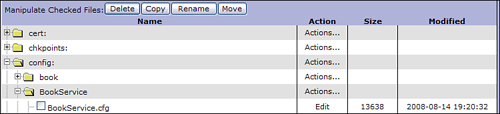 Manipulate Checked Files: Delete Copy Rename Move
Name Action Size Modified
cert: Actions...
chkpoints: Actions...
config: Actions...
book Actions...
BookService Actions...
BookService.cfg Edit 13638 2008-08-14 19:20:32